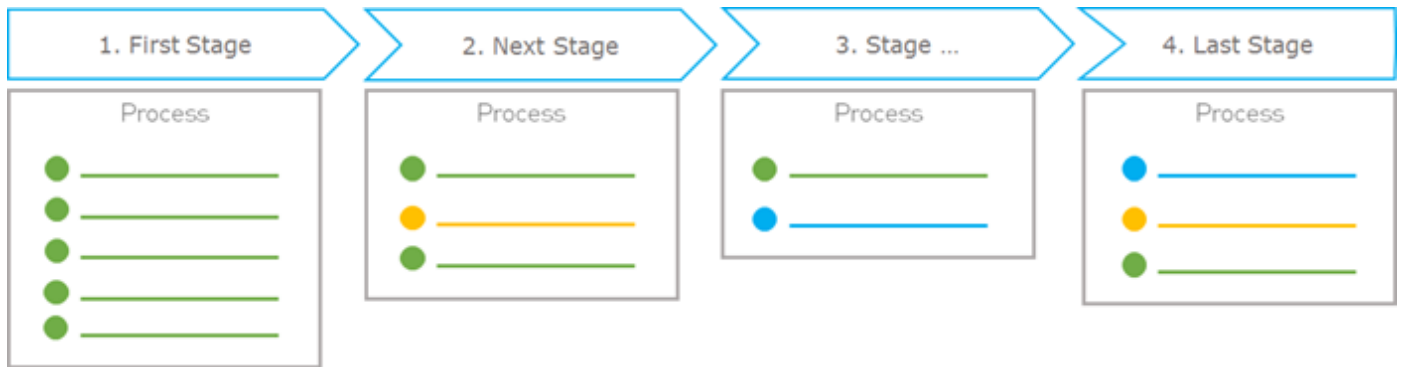 1. First Stage
2. Next Stage
3. Stage ...
4. Last Stage
Process
Process
Process
Process